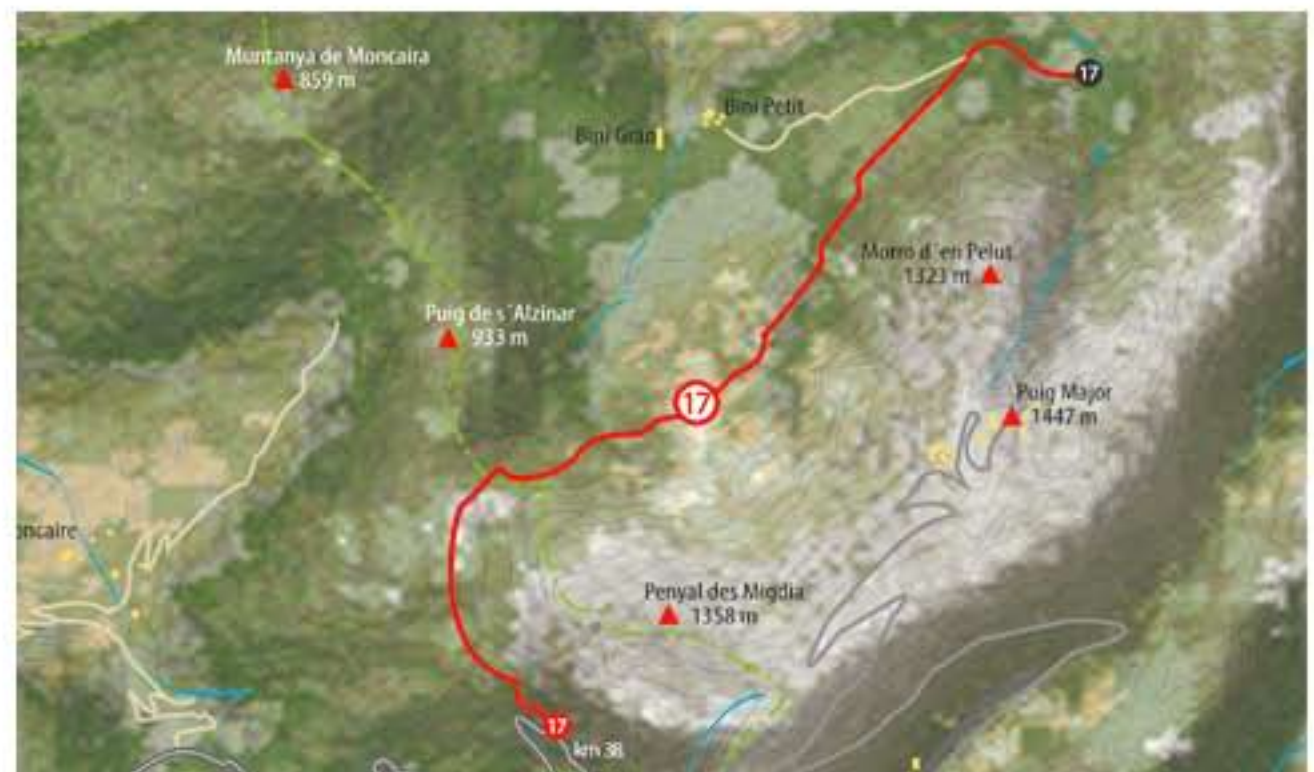 Muntanya de Moncaira
859 m
17
Bini Petit
Bini Gran
Morro d´en Pelut
1323 m
Puig de s´Alzinar
933 m
17
Puig Major
1447 m
oncaire
Penyal des Migdia
1358 m
17
km 38